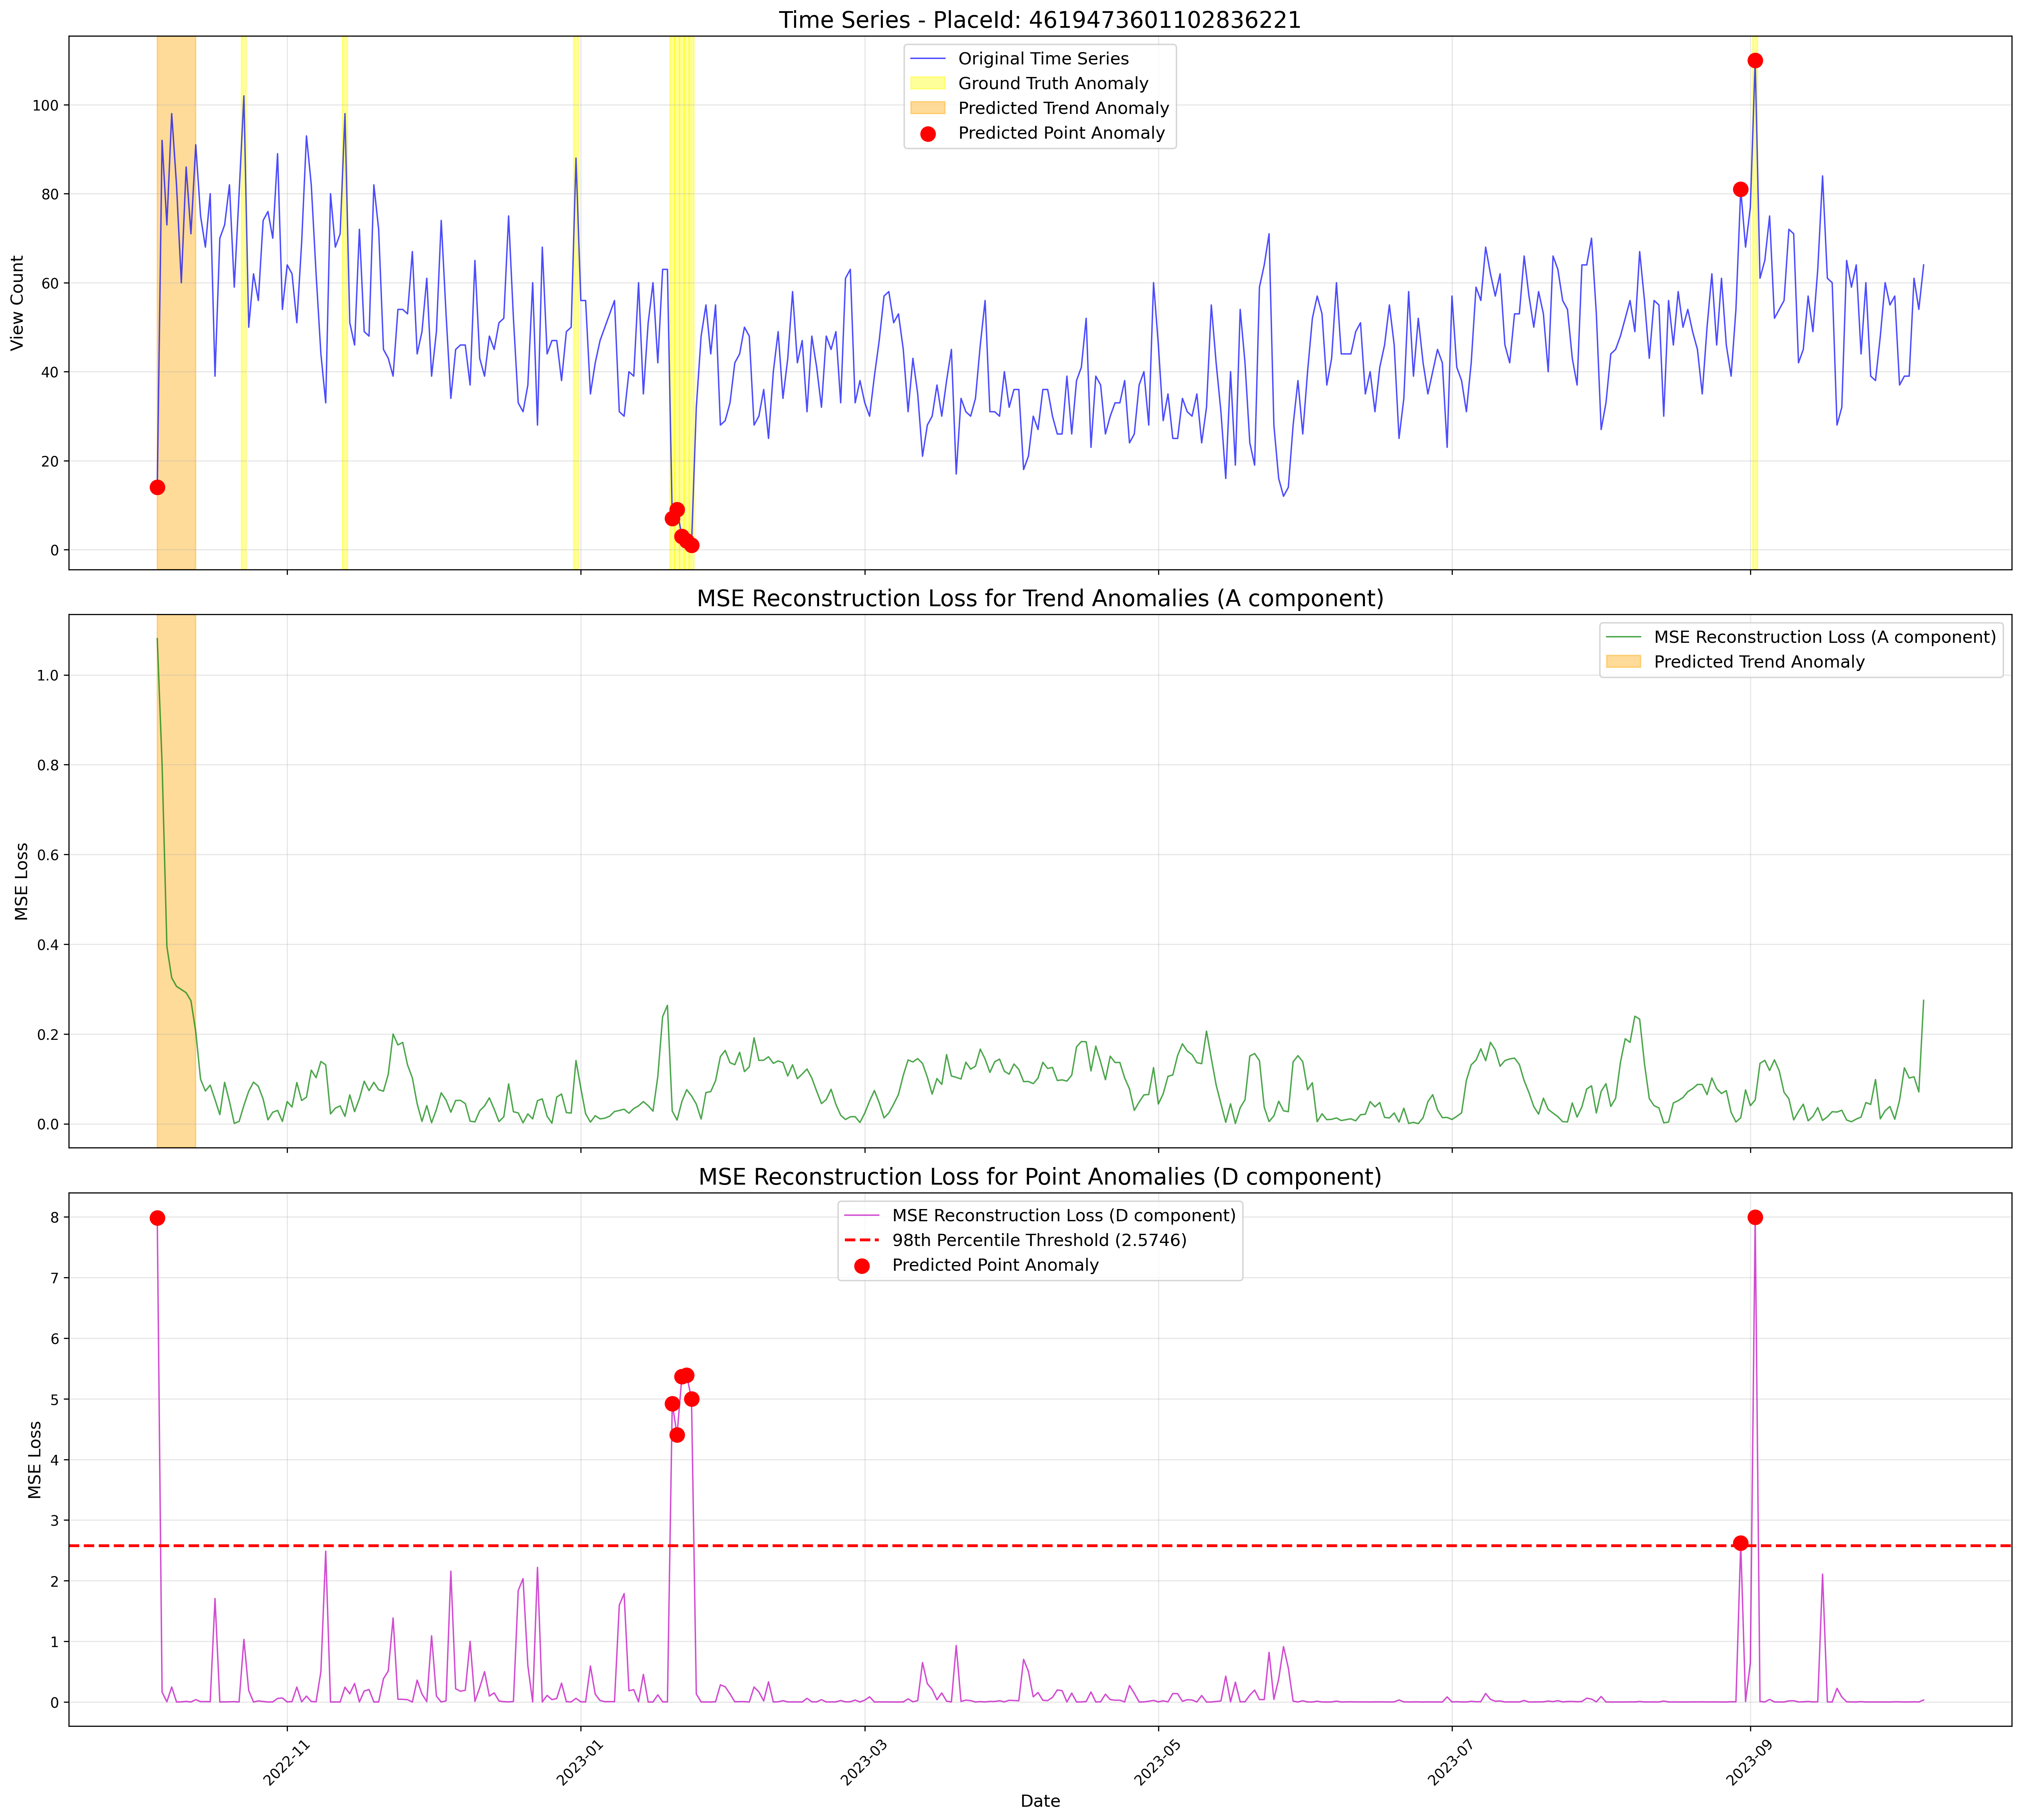 Time Series - PlaceId: 4619473601102836221
Original Time Series
Ground Truth Anomaly
Predicted Trend Anomaly
Predicted Point Anomaly
View Count
100
80
60
40
20
0
MSE Reconstruction Loss for Trend Anomalies (A component)
MSE Reconstruction Loss (A component)
Predicted Trend Anomaly
MSE Loss
1.0
0.8
0.6
0.4
0.2
0.0
MSE Reconstruction Loss for Point Anomalies (D component)
MSE Reconstruction Loss (D component)
98th Percentile Threshold (2.5746)
Predicted Point Anomaly
MSE Loss
8
7
6
5
4
3
2
1
0
2022-11
2023-01
2023-03
2023-05
2023-07
2023-09
Date